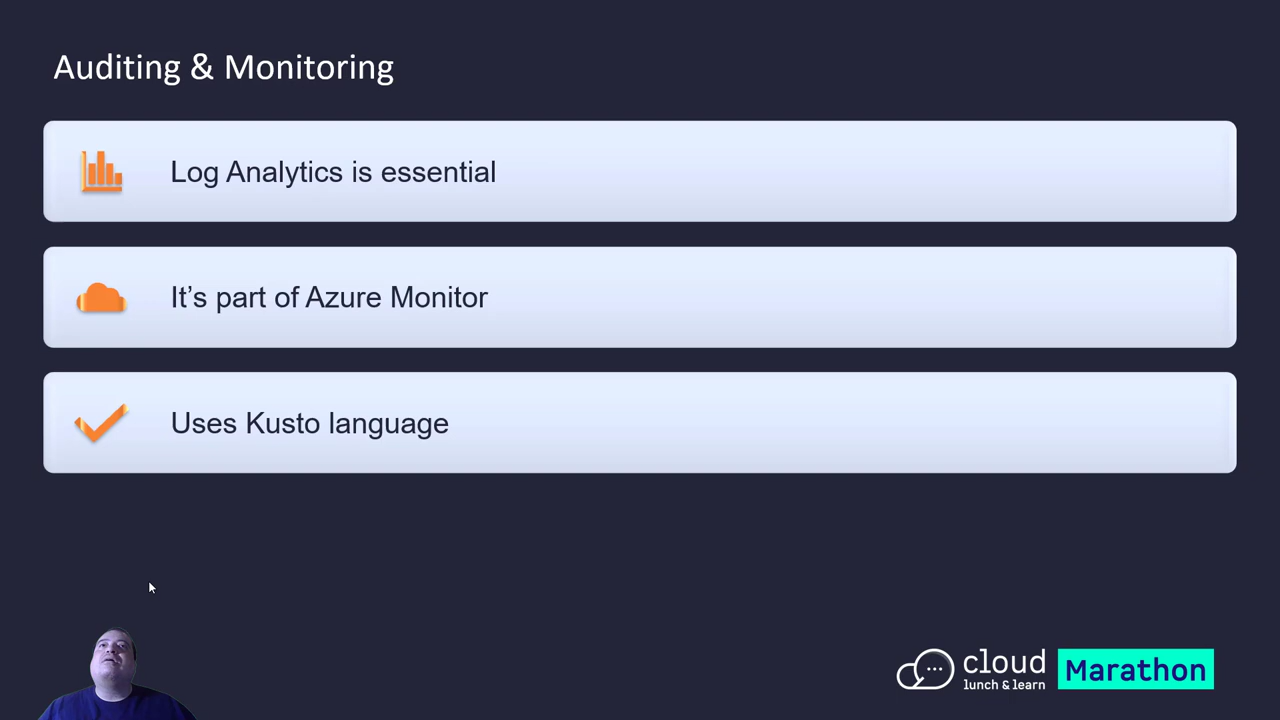 Auditing & Monitoring
Log Analytics is essential
It’s part of Azure Monitor
Uses Kusto language
cloud
lunch & learn
Marathon